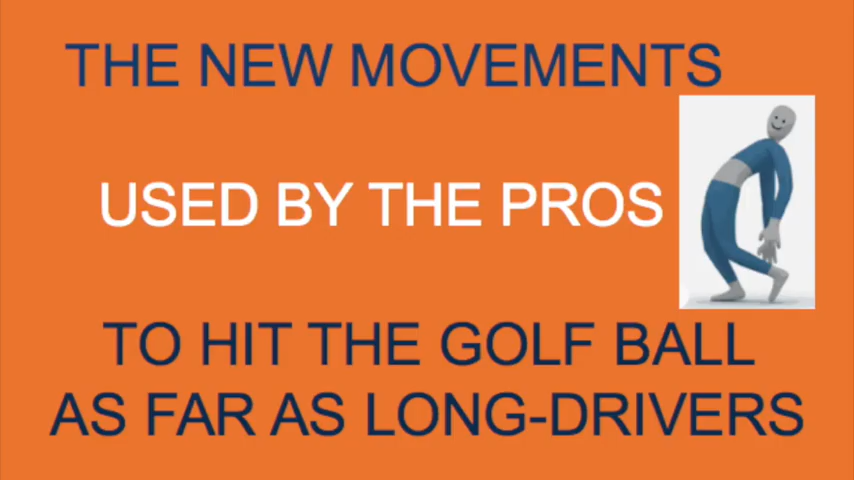 THE NEW MOVEMENTS
USED BY THE PROS
TO HIT THE GOLF BALL
AS FAR AS LONG-DRIVERS